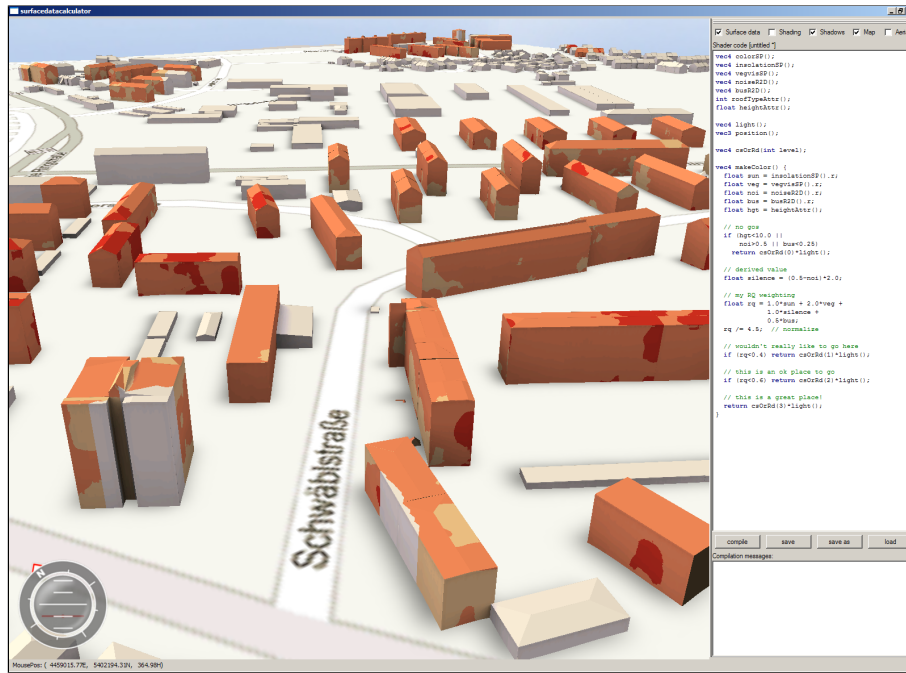 surfacedatacalculator
Surface data Shading Shadows Map Aeri
Shader code [untitled *]
vec4 colorSP();
vec4 insolationSP();
vec4 vegvisSP();
vec4 noiseR2D();
vec4 busR2D();
int roofTypeAttr();
float heightAttr();
vec4 light();
vec3 position();
vec4 csOrRd(int level);
vec4 makeColor() {
float sun = insolationSP().r;
float veg = vegvisSP().r;
float noi = noiseR2D().r;
float bus = busR2D().r;
float hgt = heightAttr();
// no gos
if (hgt<10.0 ||
noi>0.5 || bus<0.25)
return csOrRd(0)*light();
// derived value
float silence = (0.5-noi)*2.0;
// my RQ weighting
float rq = 1.0*sun + 2.0*veg +
1.0*silence +
0.5*bus;
rq /= 4.5; // normalize
// wouldn't really like to go here
if (rq<0.4) return csOrRd(1)*light();
// this is an ok place to go
if (rq<0.6) return csOrRd(2)*light();
// this is a great place!
return csOrRd(3)*light();
}
Schwäblstraße
compile save save as load
Compilation messages:
N
MousePos: ( 4459015.77E, 5402194.31N, 364.98H)